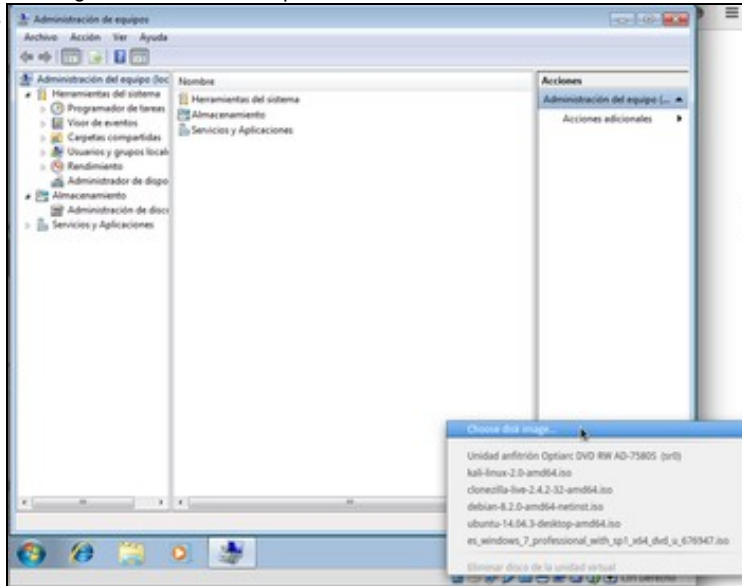 Administración de equipos
Archivo Acción Ver Ayuda
Administración del equipo (loc
Herramientas del sistema
Programador de tareas
Visor de eventos
Carpetas compartidas
Usuarios y grupos locale
Rendimiento
Administrador de dispo
Almacenamiento
Administración de disco
Servicios y Aplicaciones
Nombre
Herramientas del sistema
Almacenamiento
Servicios y Aplicaciones
Acciones
Administración del equipo (...
Acciones adicionales
Choose disk image...
Unidad anfitrión Optiarc DVD RW AD-7580S (sr0)
kali-linux-2.0-amd64.iso
clonezilla-live-2.4.2-32-amd64.iso
debian-8.2.0-amd64-netinst.iso
ubuntu-14.04.3-desktop-amd64.iso
es_windows_7_professional_with_sp1_x64_dvd_u_676947.iso
Eliminar disco de la unidad virtual
Ctrl Derecho